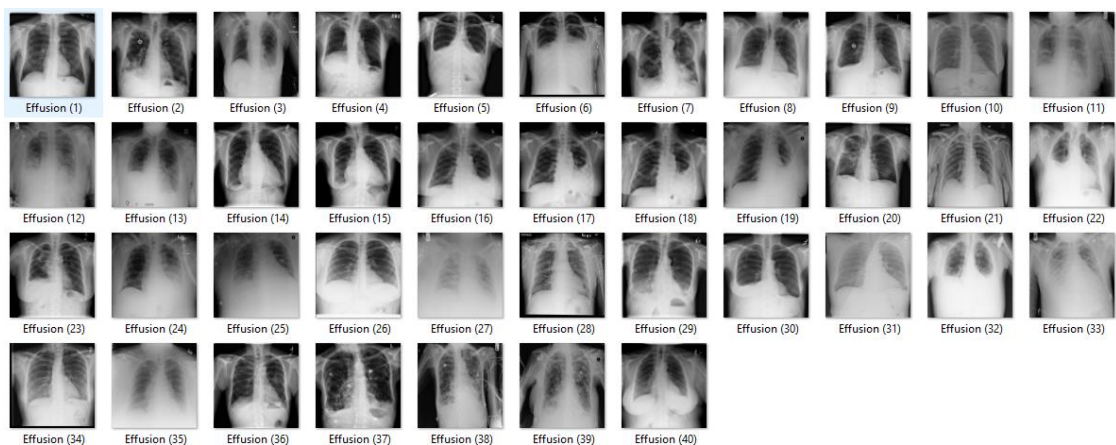 Effusion (1) Effusion (2) Effusion (3) Effusion (4) Effusion (5) Effusion (6) Effusion (7) Effusion (8) Effusion (9) Effusion (10) Effusion (11)
Effusion (12) Effusion (13) Effusion (14) Effusion (15) Effusion (16) Effusion (17) Effusion (18) Effusion (19) Effusion (20) Effusion (21) Effusion (22)
Effusion (23) Effusion (24) Effusion (25) Effusion (26) Effusion (27) Effusion (28) Effusion (29) Effusion (30) Effusion (31) Effusion (32) Effusion (33)
Effusion (34) Effusion (35) Effusion (36) Effusion (37) Effusion (38) Effusion (39) Effusion (40)